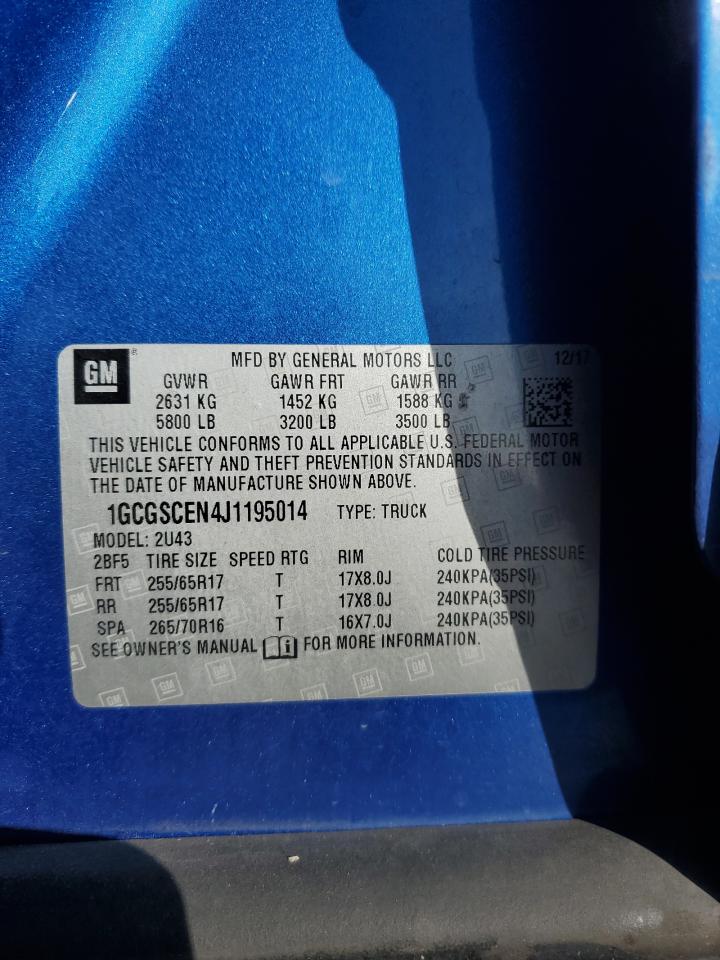 GM ® MFD BY GENERAL MOTORS LLC 12/17
GVWR GAWR FRT GAWR RR
2631 KG 1452 KG 1588 KG
5800 LB 3200 LB 3500 LB
THIS VEHICLE CONFORMS TO ALL APPLICABLE U.S. FEDERAL MOTOR
VEHICLE SAFETY AND THEFT PREVENTION STANDARDS IN EFFECT ON
THE DATE OF MANUFACTURE SHOWN ABOVE.
1GCGSCEN4J1195014 TYPE: TRUCK
MODEL: 2U43
2BF5 TIRE SIZE SPEED RTG RIM COLD TIRE PRESSURE
FRT 255/65R17 T 17X8.0J 240KPA(35PSI)
RR 255/65R17 T 17X8.0J 240KPA(35PSI)
SPA 265/70R16 T 16X7.0J 240KPA(35PSI)
SEE OWNER'S MANUAL FOR MORE INFORMATION.